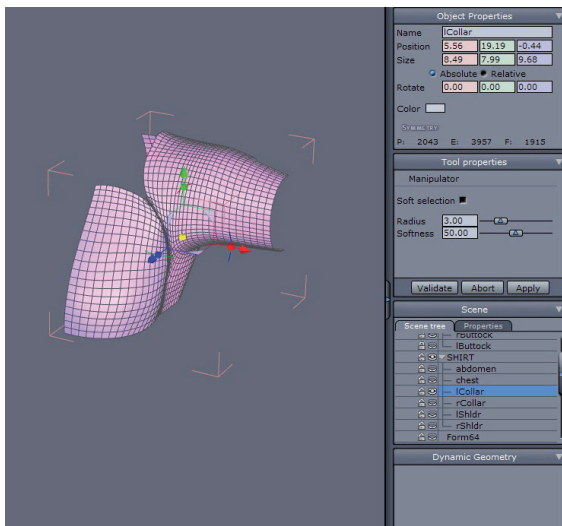 Object Properties
Name lCollar
Position 5.56 19.19 -0.44
Size 8.49 7.99 9.68
Absolute Relative
Rotate 0.00 0.00 0.00
Color
SYMMETRY
P: 2043 E: 3957 F: 1915
Tool properties
Manipulator
Soft selection
Radius 3.00
Softness 50.00
Validate Abort Apply
Scene
Scene tree Properties
rButtock
lButtock
SHIRT
abdomen
chest
lCollar
rCollar
lShldr
rShldr
Form64
Dynamic Geometry